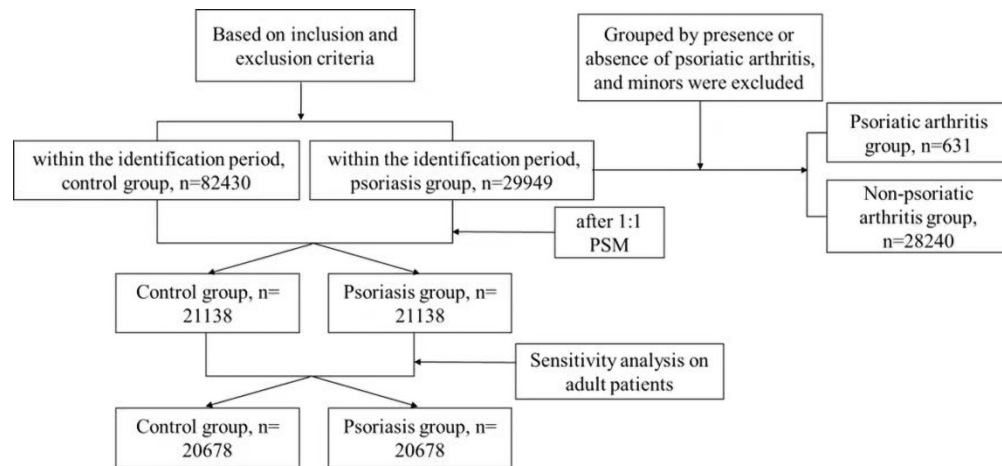 Based on inclusion and
exclusion criteria
Grouped by presence or
absence of psoriatic arthritis,
and minors were excluded
within the identification period,
control group, n=82430
within the identification period,
psoriasis group, n=29949
Psoriatic arthritis
group, n=631
Non-psoriatic
arthritis group,
n=28240
after 1:1
PSM
Control group, n=
21138
Psoriasis group, n=
21138
Sensitivity analysis on
adult patients
Control group, n=
20678
Psoriasis group, n=
20678